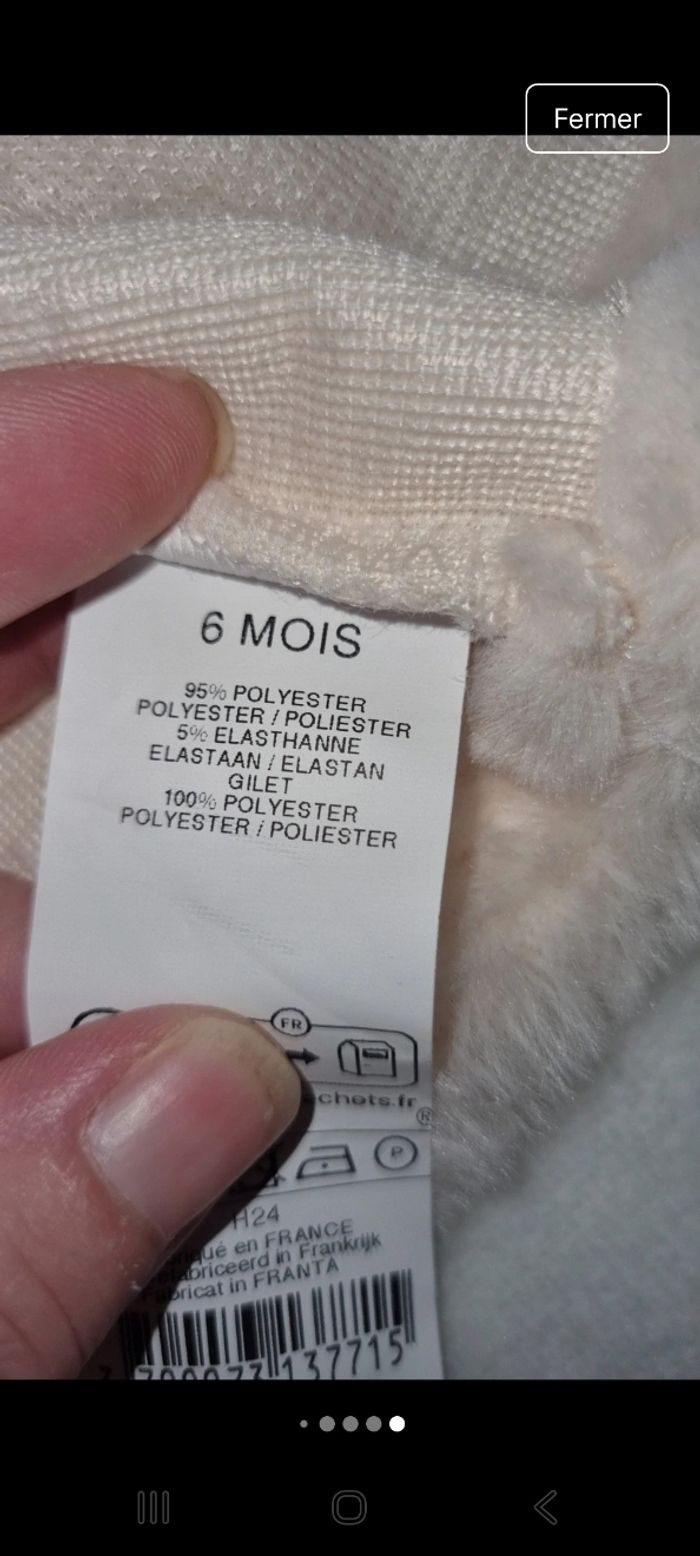 Fermer
6 MOIS
95% POLYESTER
POLYESTER / POLIESTER
5% ELASTHANNE
ELASTAAN / ELASTAN
GILET
100% POLYESTER
POLYESTER / POLIESTER
FR
®
P
H24
en FRANCE
in Frankrijk
in FRANTA
137715